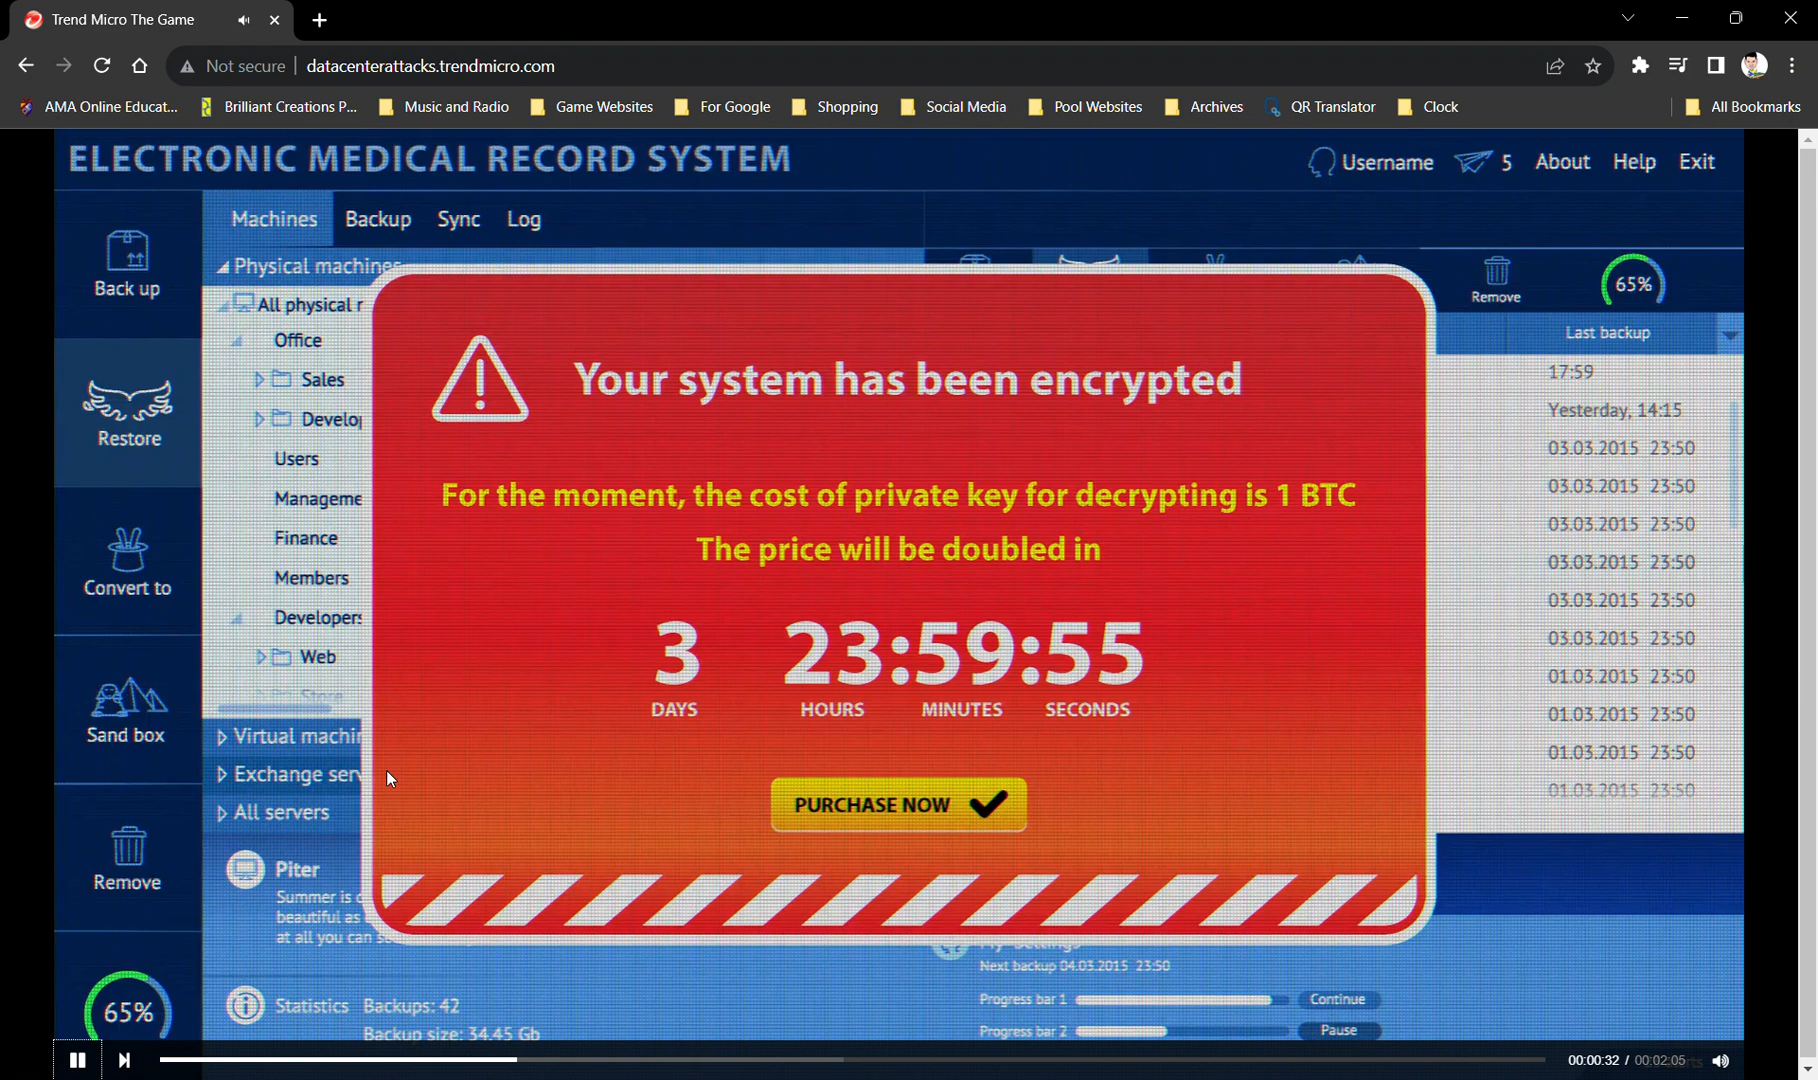 Trend Micro The Game
Not secure
datacenterattacks.trendmicro.com
AMA Online Educat...
Brilliant Creations P...
Music and Radio
Game Websites
For Google
Shopping
Social Media
Pool Websites
Archives
QR Translator
Clock
All Bookmarks
ELECTRONIC MEDICAL RECORD SYSTEM
Username
5
About
Help
Exit
Machines
Backup
Sync
Log
Back up
Restore
Convert to
Sand box
Remove
65%
Physical machines
All physical
Office
Sales
Develop
Users
Manageme
Finance
Members
Developers
Web
Store
Virtual machin
Exchange serv
All servers
Remove
65%
Last backup
17:59
Yesterday, 14:15
03.03.2015 23:50
03.03.2015 23:50
03.03.2015 23:50
03.03.2015 23:50
03.03.2015 23:50
03.03.2015 23:50
01.03.2015 23:50
01.03.2015 23:50
01.03.2015 23:50
01.03.2015 23:50
Your system has been encrypted
For the moment, the cost of private key for decrypting is 1 BTC
The price will be doubled in
3 23:59:55
DAYS HOURS MINUTES SECONDS
PURCHASE NOW
Piter
Summer is
beautiful as
at all you can
My Settings
Next backup 04.03.2015 23:50
Statistics Backups: 42
Backup size: 34.45 Gb
Progress bar 1
Continue
Progress bar 2
Pause
00:00:32 / 00:02:05